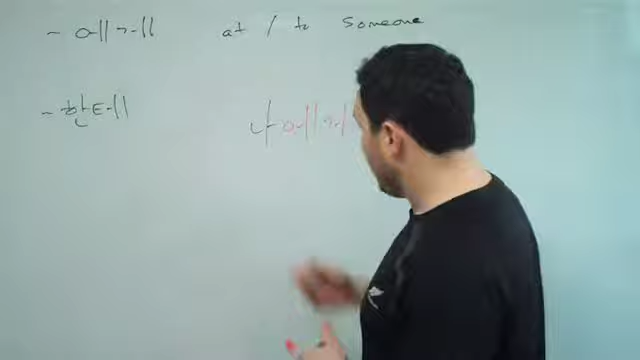 ~ 에게 at / to someone
~ 한테 나에게